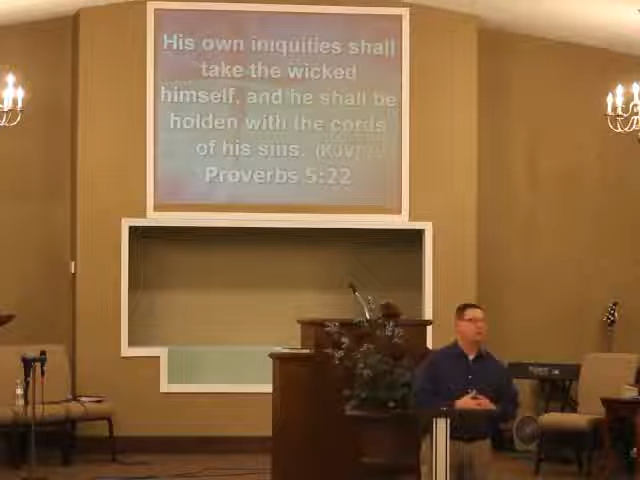 His own iniquities shall
take the wicked
himself, and he shall be
holden with the cords
of his sins. (KJV)
Proverbs 5:22